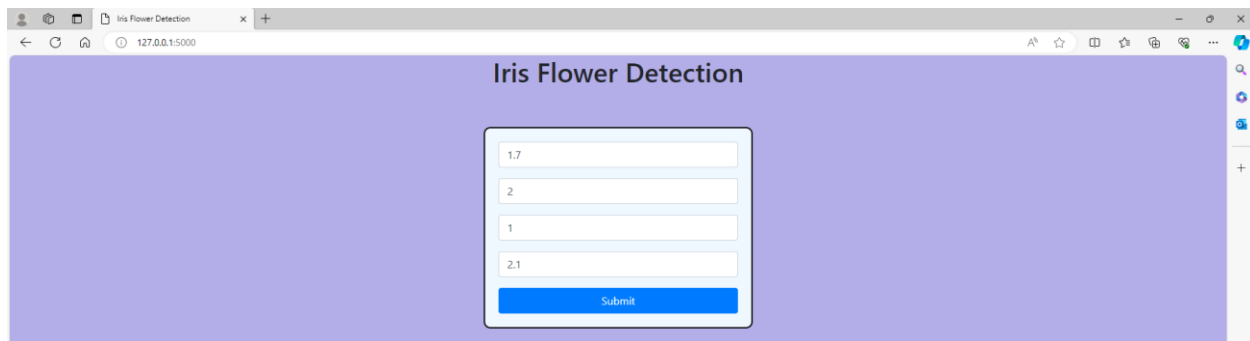 Iris Flower Detection
127.0.0.1:5000
Iris Flower Detection
1.7
2
1
2.1
Submit